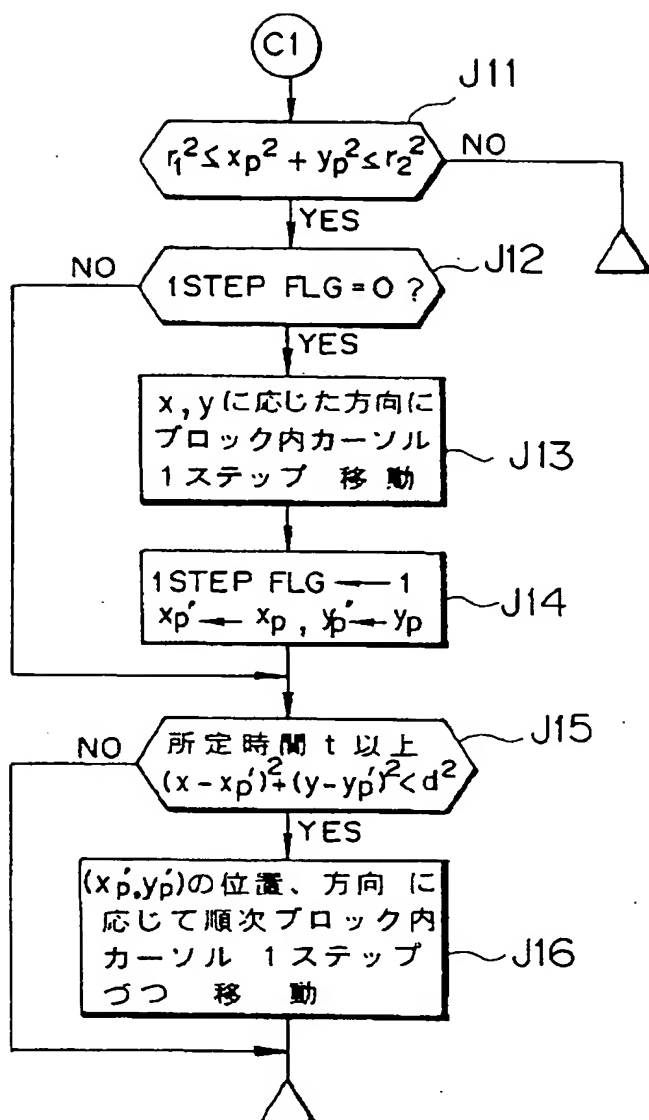 C1
J11
r₁² ≤ xp² + yp² ≤ r₂²
NO
YES
J12
NO
1STEP FLG = 0 ?
YES
x, yに応じた方向に
ブロック内カーソル
1ステップ 移動
J13
1STEP FLG ← 1
xp' ← xp, yp' ← yp
J14
J15
NO
所定時間 t 以上
(x-xp')²+(y-yp')²<d²
YES
(xp',yp')の位置、方向に
応じて順次ブロック内
カーソル 1ステップ
づつ 移動
J16